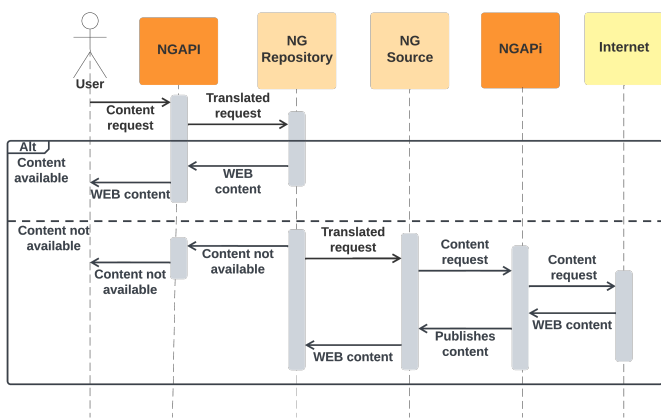 User
NGAPI
NG
Repository
NG
Source
NGAPi
Internet
Content
request
Translated
request
Alt
Content
available
WEB
content
WEB content
Content not
available
Content not
available
Content not
available
Translated
request
Content
request
Content
request
WEB content
Publishes
content
WEB content